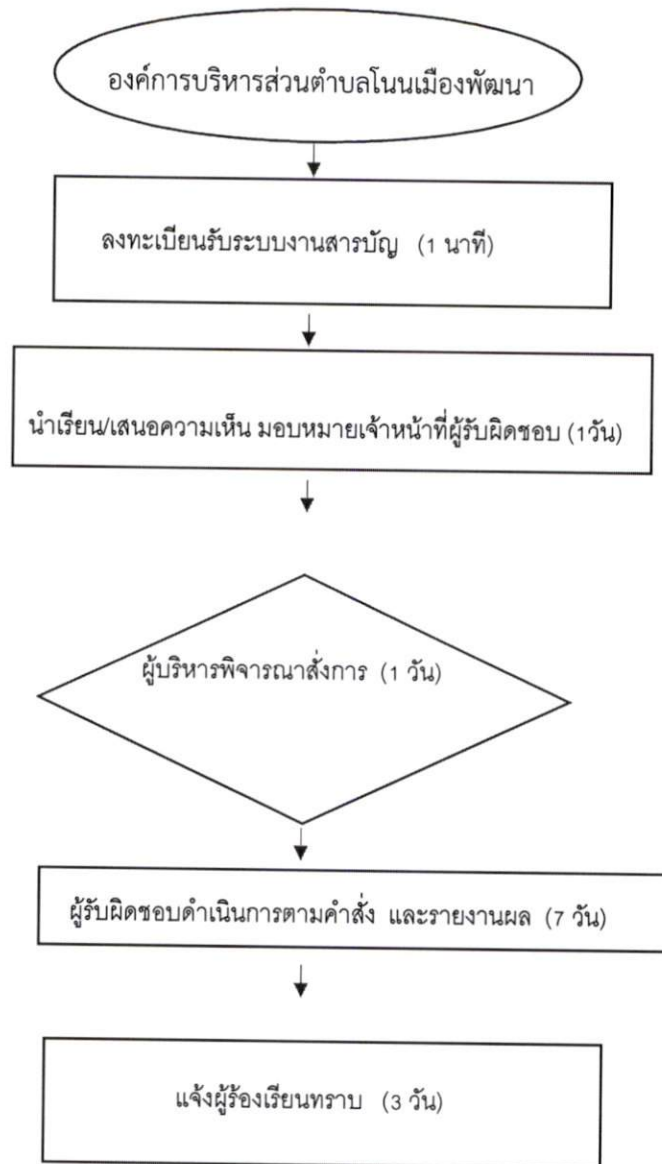 องค์การบริหารส่วนตำบลโนนเมืองพัฒนา
ลงทะเบียนรับระบบงานสารบัญ (1 นาที)
นำเรียน/เสนอความเห็น มอบหมายเจ้าหน้าที่ผู้รับผิดชอบ (1วัน)
ผู้บริหารพิจารณาสั่งการ (1 วัน)
ผู้รับผิดชอบดำเนินการตามคำสั่ง และรายงานผล (7 วัน)
แจ้งผู้ร้องเรียนทราบ (3 วัน)